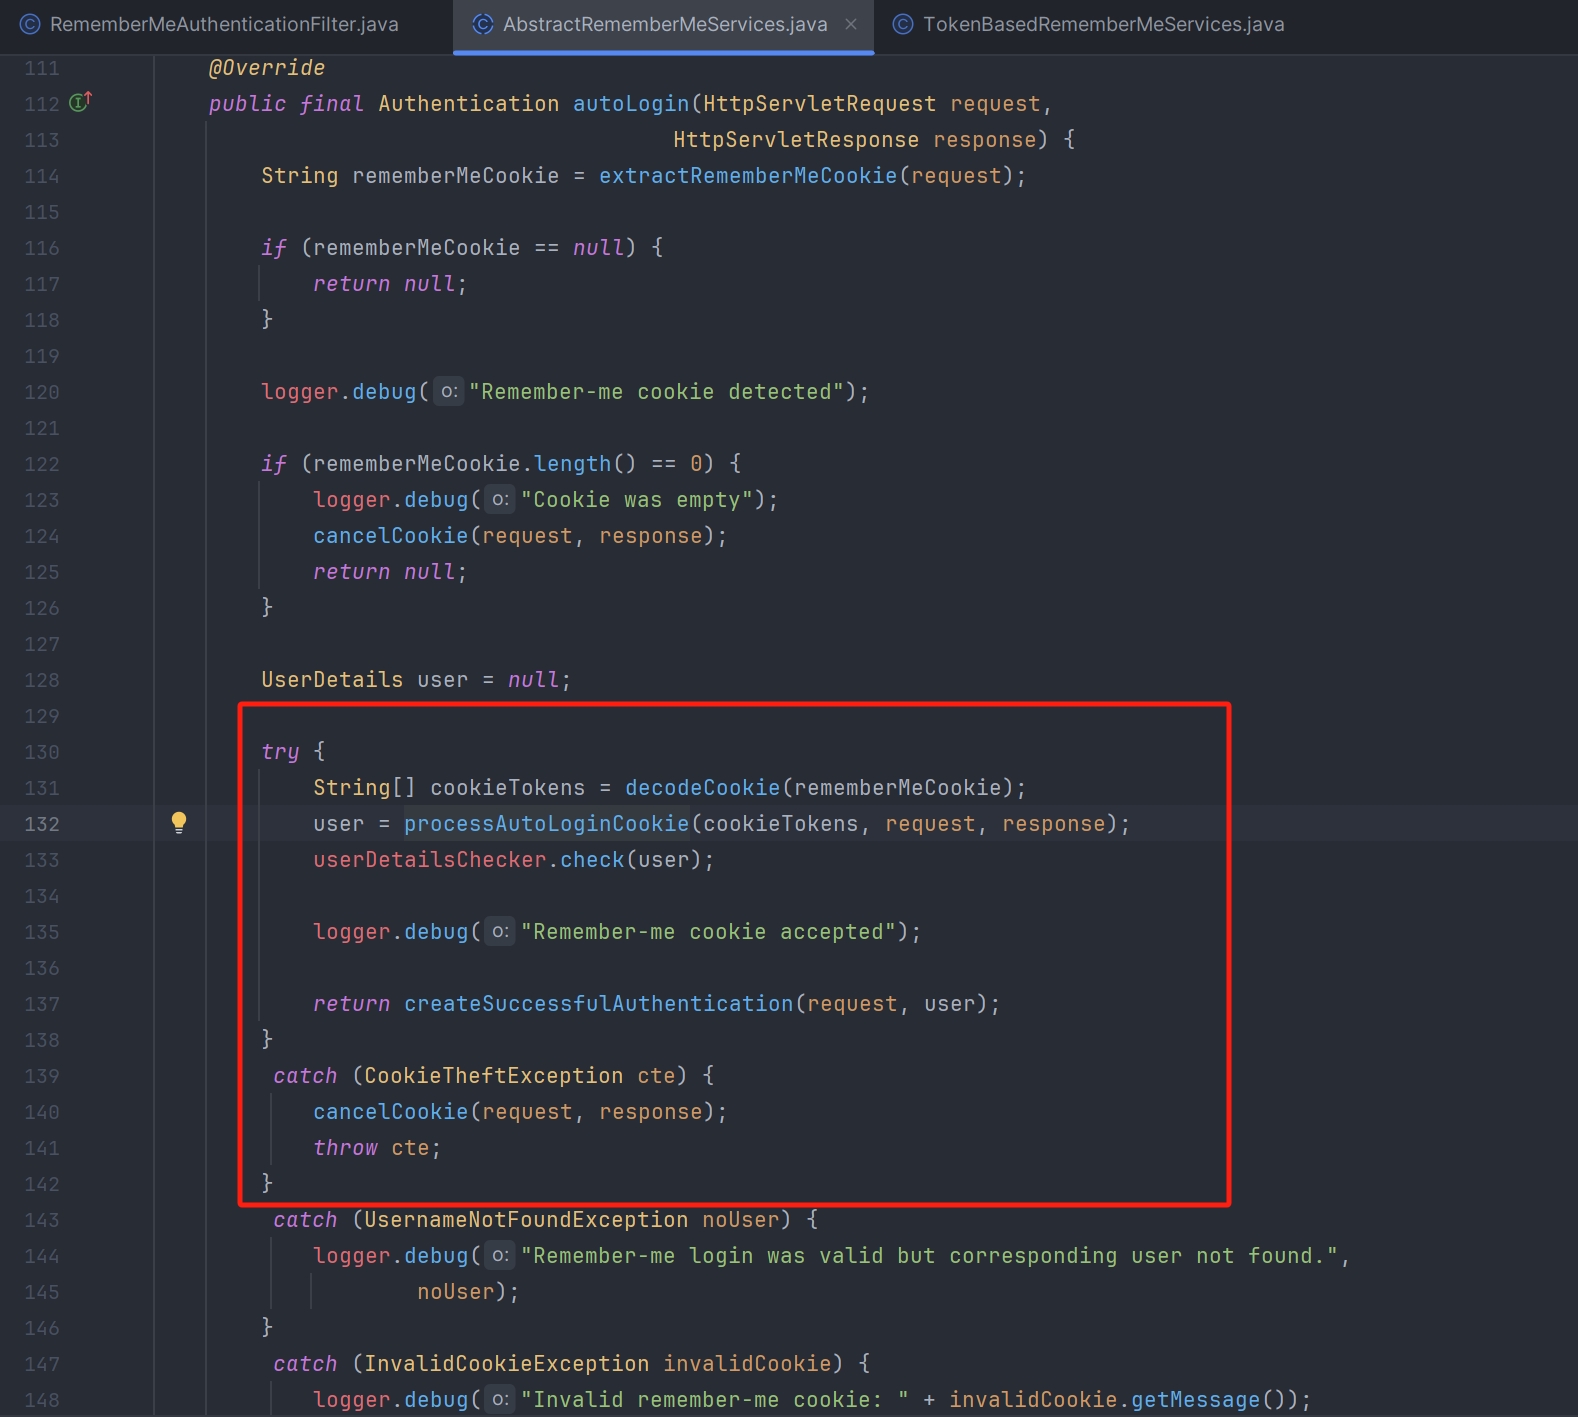 RememberMeAuthenticationFilter.java AbstractRememberMeServices.java TokenBasedRememberMeServices.java
111 @Override
112 public final Authentication autoLogin(HttpServletRequest request,
113 HttpServletResponse response) {
114 String rememberMeCookie = extractRememberMeCookie(request);
115
116 if (rememberMeCookie == null) {
117 return null;
118 }
119
120 logger.debug( o: "Remember-me cookie detected");
121
122 if (rememberMeCookie.length() == 0) {
123 logger.debug( o: "Cookie was empty");
124 cancelCookie(request, response);
125 return null;
126 }
127
128 UserDetails user = null;
129
130 try {
131 String[] cookieTokens = decodeCookie(rememberMeCookie);
132 user = processAutoLoginCookie(cookieTokens, request, response);
133 userDetailsChecker.check(user);
134
135 logger.debug( o: "Remember-me cookie accepted");
136
137 return createSuccessfulAuthentication(request, user);
138 }
139 catch (CookieTheftException cte) {
140 cancelCookie(request, response);
141 throw cte;
142 }
143 catch (UsernameNotFoundException noUser) {
144 logger.debug( o: "Remember-me login was valid but corresponding user not found.",
145 noUser);
146 }
147 catch (InvalidCookieException invalidCookie) {
148 logger.debug( o: "Invalid remember-me cookie: " + invalidCookie.getMessage());